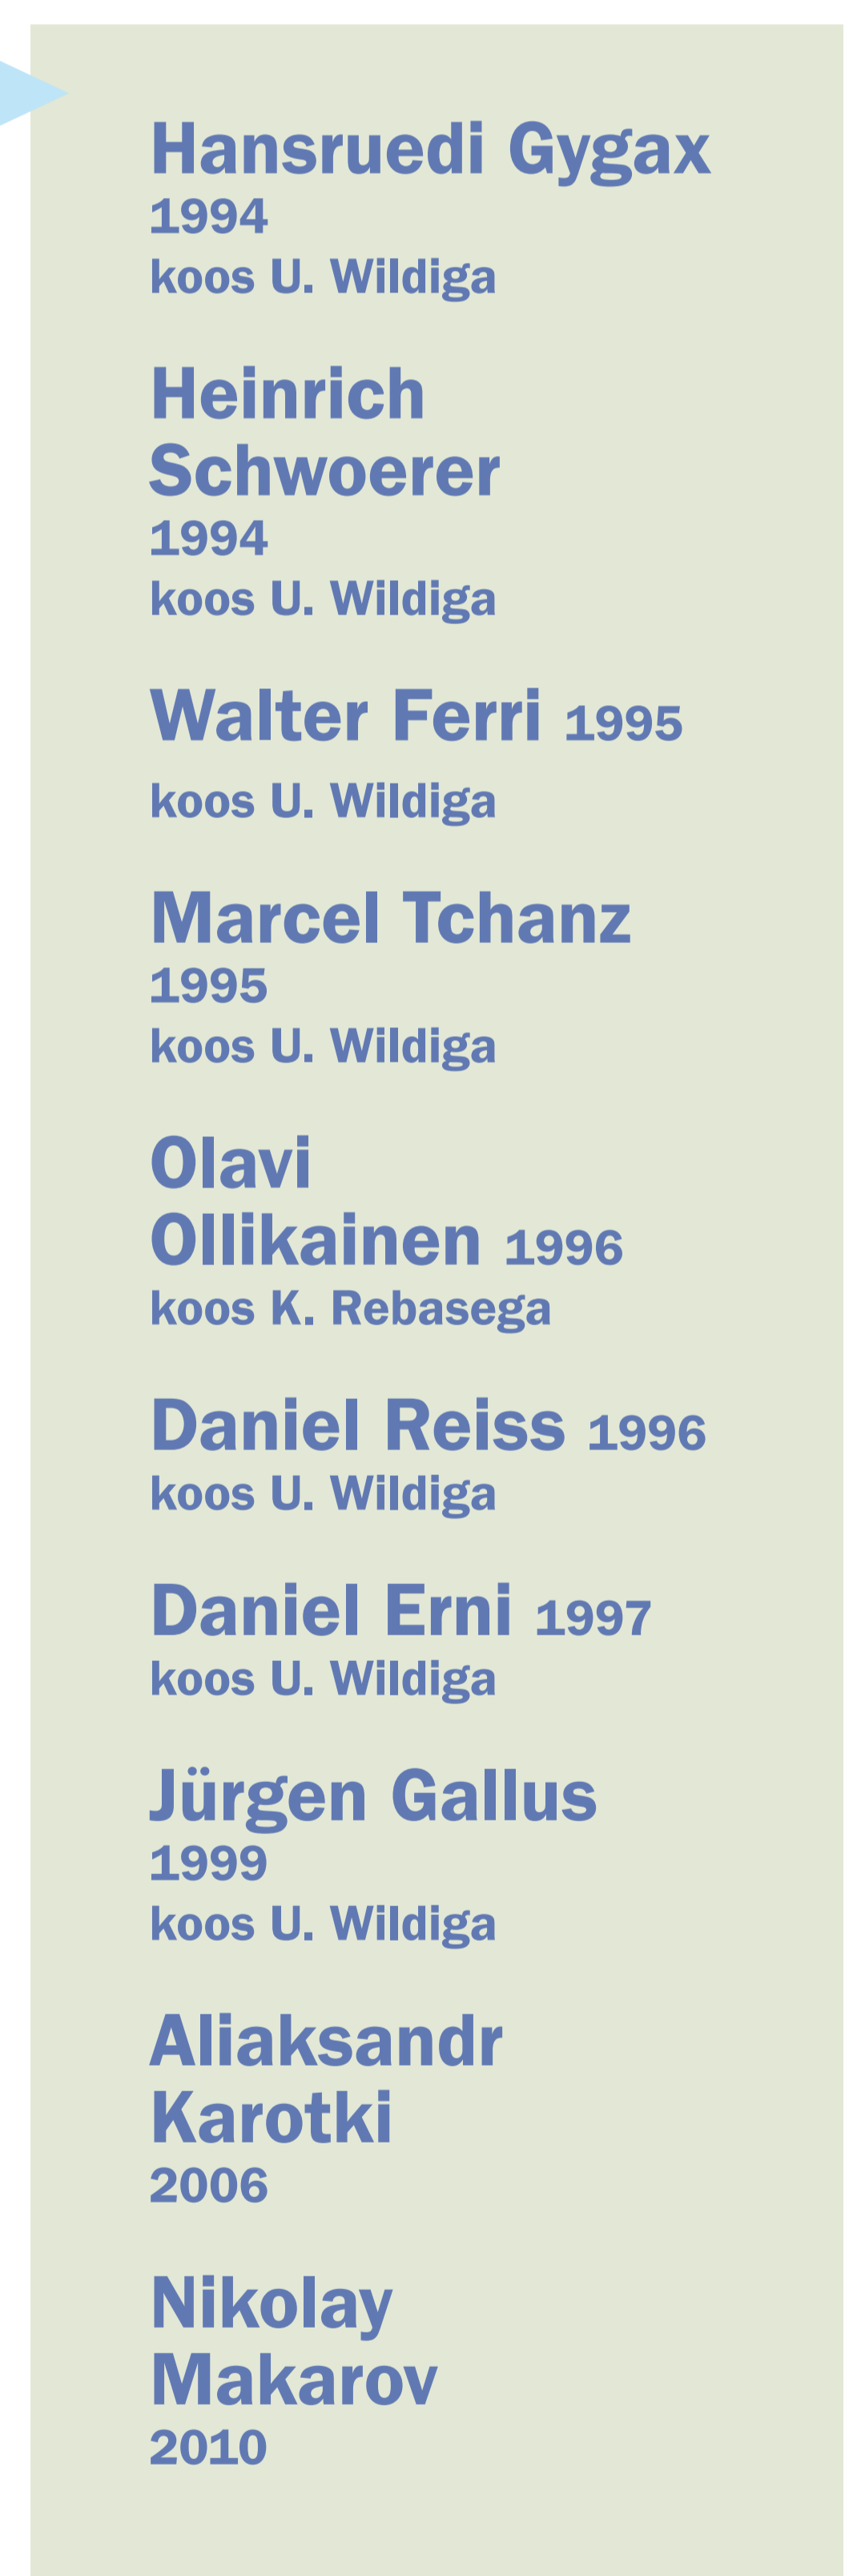 Hansruedi Gygax
1994
koos U. Wildiga
Heinrich
Schwoerer
1994
koos U. Wildiga
Walter Ferri 1995
koos U. Wildiga
Marcel Tchanz
1995
koos U. Wildiga
Olavi
Ollikainen 1996
koos K. Rebasega
Daniel Reiss 1996
koos U. Wildiga
Daniel Erni 1997
koos U. Wildiga
Jürgen Gallus
1999
koos U. Wildiga
Aliaksandr
Karotki
2006
Nikolay
Makarov
2010